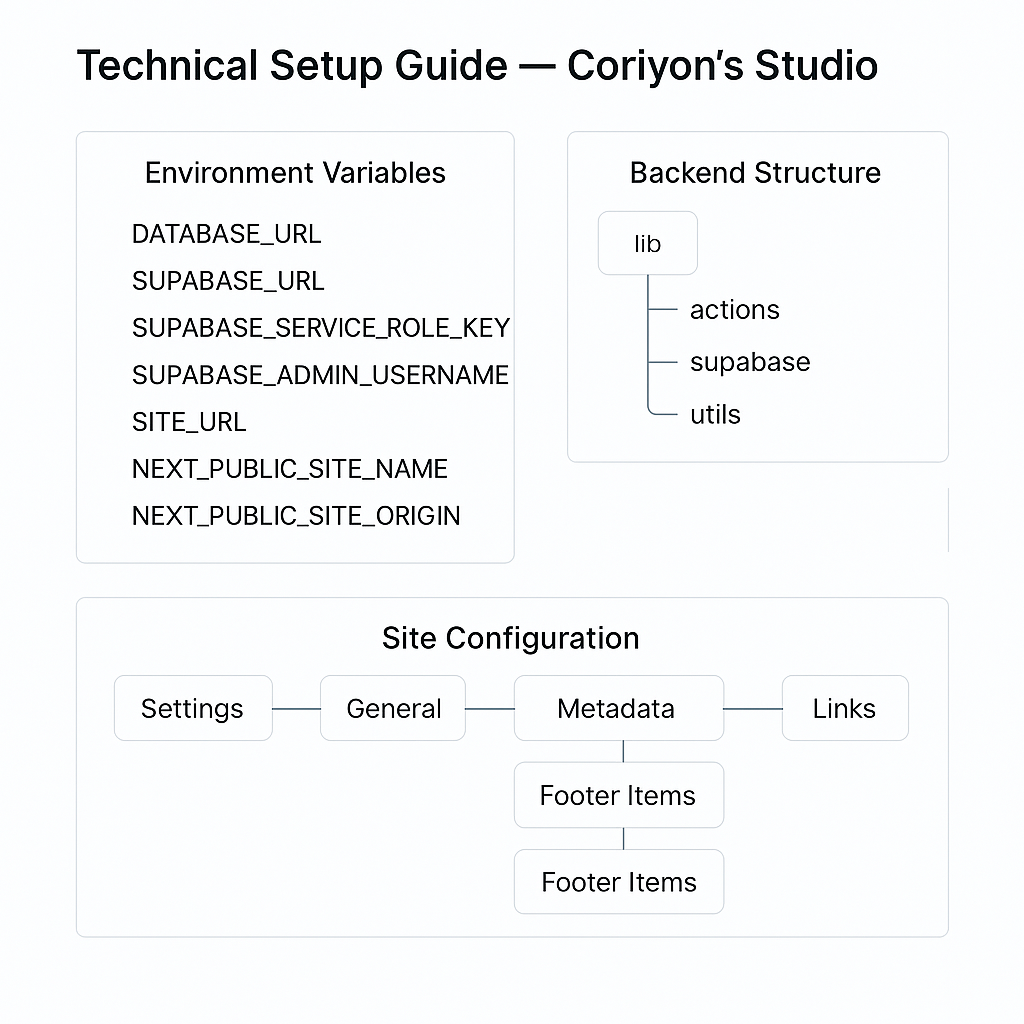 Technical Setup Guide — Coriyon’s Studio
Environment Variables
DATABASE_URL
SUPABASE_URL
SUPABASE_SERVICE_ROLE_KEY
SUPABASE_ADMIN_USERNAME
SITE_URL
NEXT_PUBLIC_SITE_NAME
NEXT_PUBLIC_SITE_ORIGIN
Backend Structure
lib
actions
supabase
utils
Site Configuration
Settings General Metadata Links
Footer Items
Footer Items